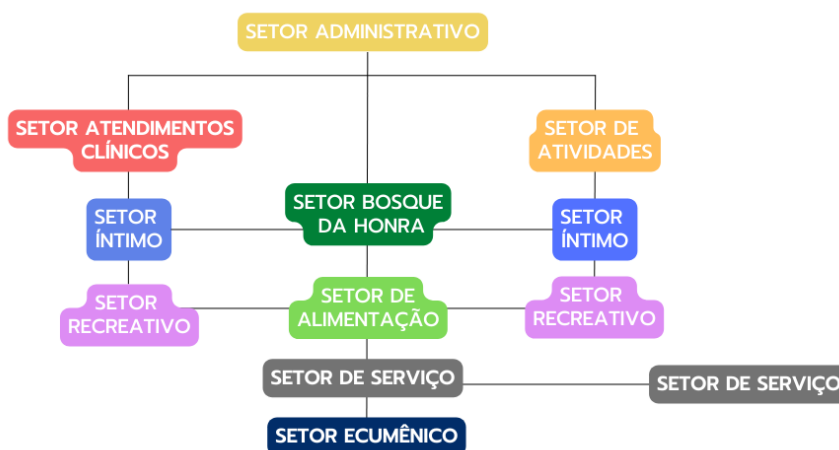 SETOR ADMINISTRATIVO
SETOR ATENDIMENTOS
CLÍNICOS
SETOR DE
ATIVIDADES
SETOR
ÍNTIMO
SETOR BOSQUE
DA HONRA
SETOR
ÍNTIMO
SETOR
RECREATIVO
SETOR DE
ALIMENTAÇÃO
SETOR
RECREATIVO
SETOR DE SERVIÇO
SETOR DE SERVIÇO
SETOR ECUMÊNICO